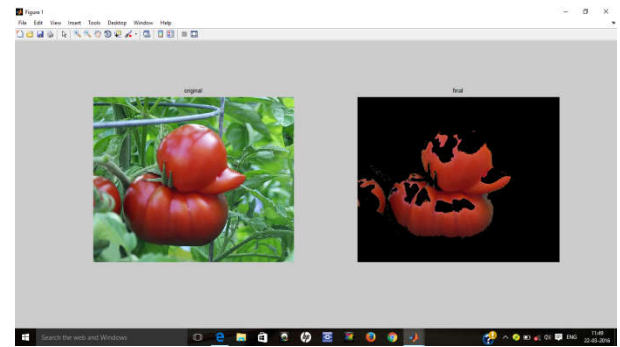 Figure 1
File Edit View Insert Tools Desktop Window Help
original
final
Search the web and Windows
ENG
11:49
22-03-2016